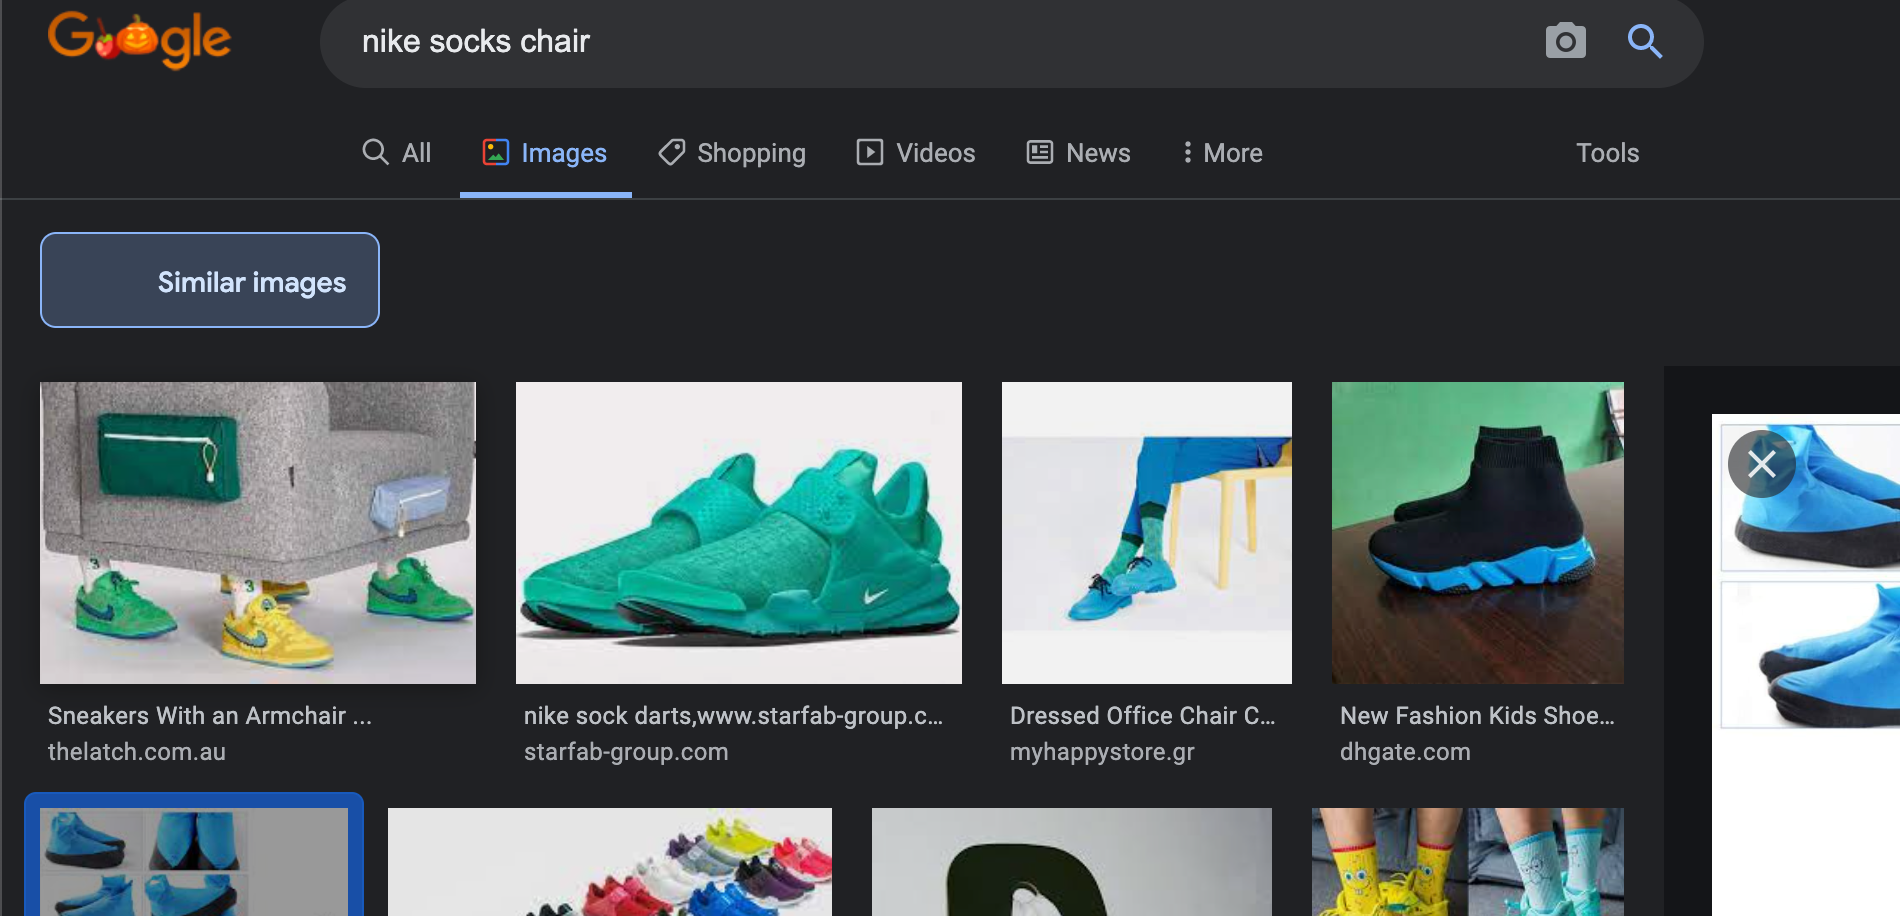 Google
nike socks chair
All
Images
Shopping
Videos
News
More
Tools
Similar images
3
3
Sneakers With an Armchair ...
thelatch.com.au
nike sock darts,www.starfab-group.c...
starfab-group.com
Dressed Office Chair C...
myhappystore.gr
New Fashion Kids Shoe...
dhgate.com